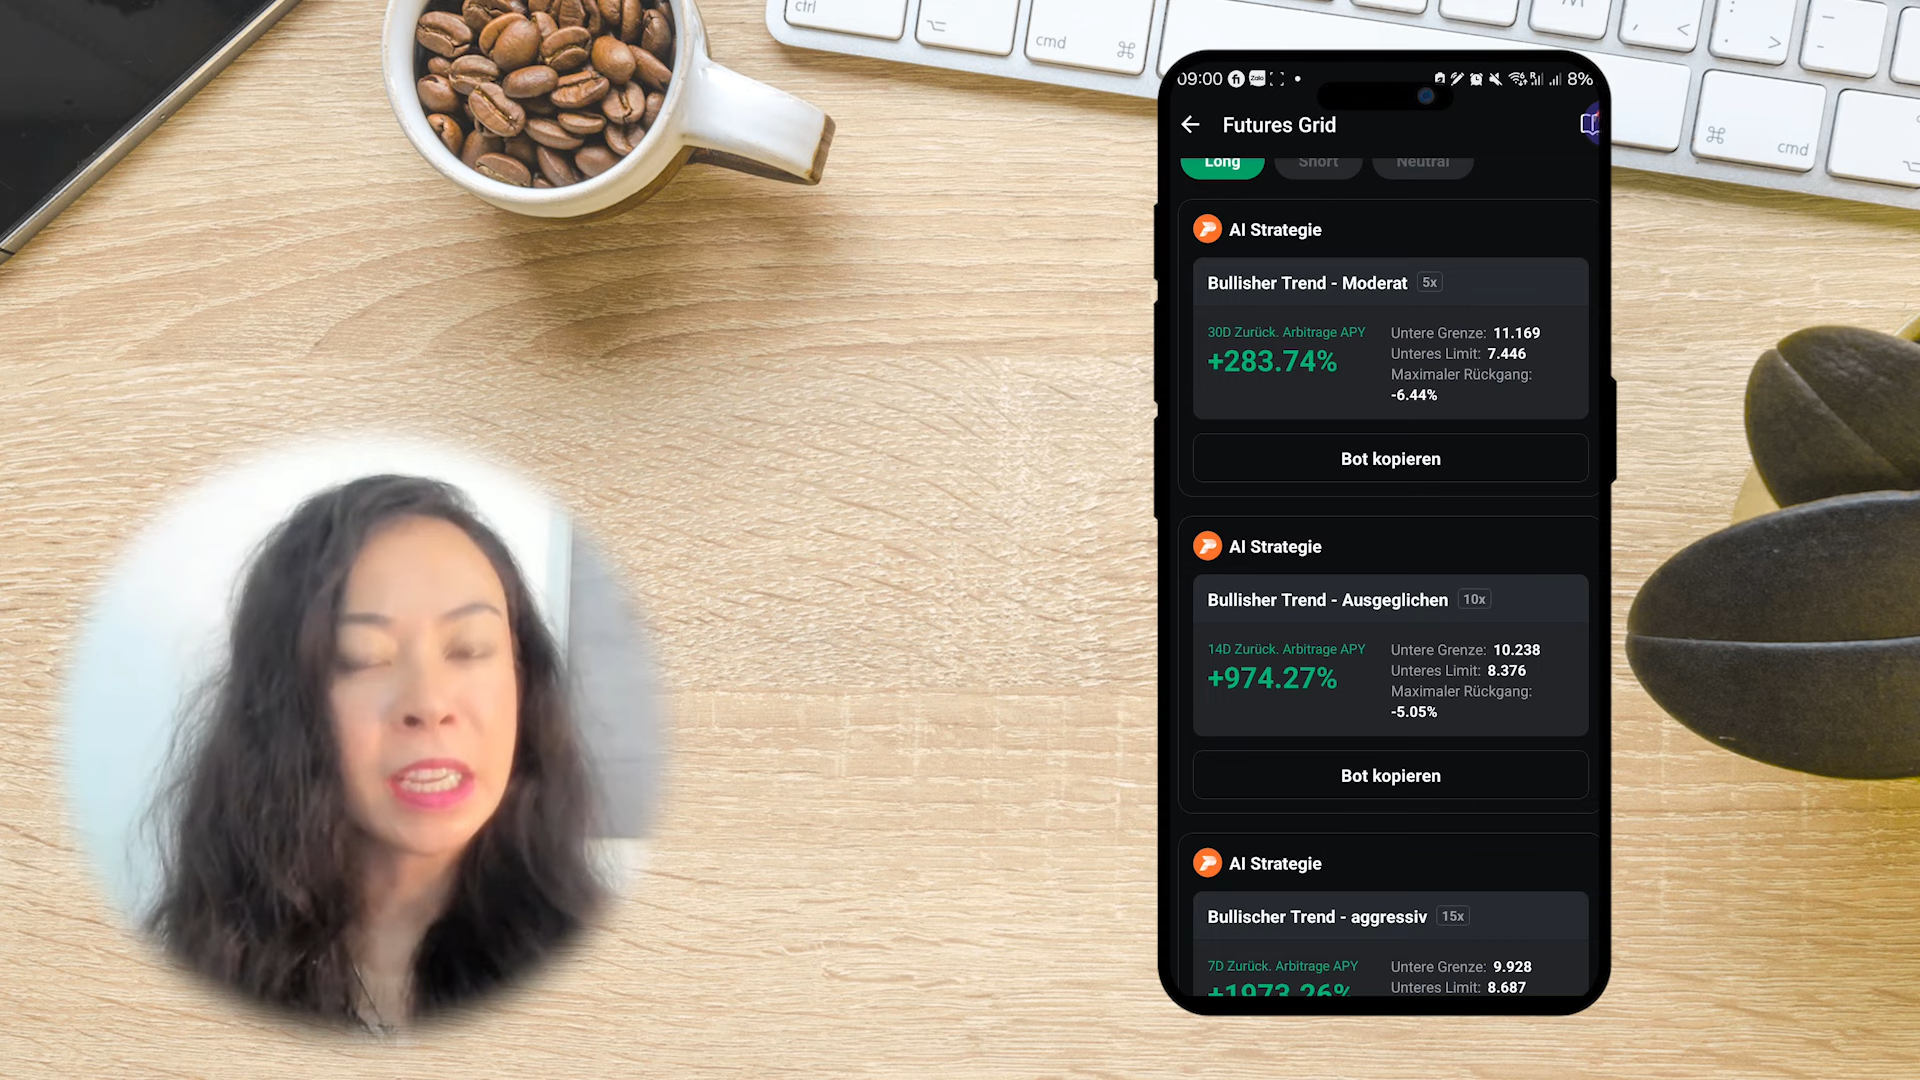 ctrl
cmd
cmd
09:00
8%
Futures Grid
Long
Short
Neutral
AI Strategie
Bullisher Trend - Moderat 5x
30D Zurück. Arbitrage APY
+283.74%
Untere Grenze: 11.169
Unteres Limit: 7.446
Maximaler Rückgang:
-6.44%
Bot kopieren
AI Strategie
Bullisher Trend - Ausgeglichen 10x
14D Zurück. Arbitrage APY
+974.27%
Untere Grenze: 10.238
Unteres Limit: 8.376
Maximaler Rückgang:
-5.05%
Bot kopieren
AI Strategie
Bullischer Trend - aggressiv 15x
7D Zurück. Arbitrage APY
+1973.26%
Untere Grenze: 9.928
Unteres Limit: 8.687